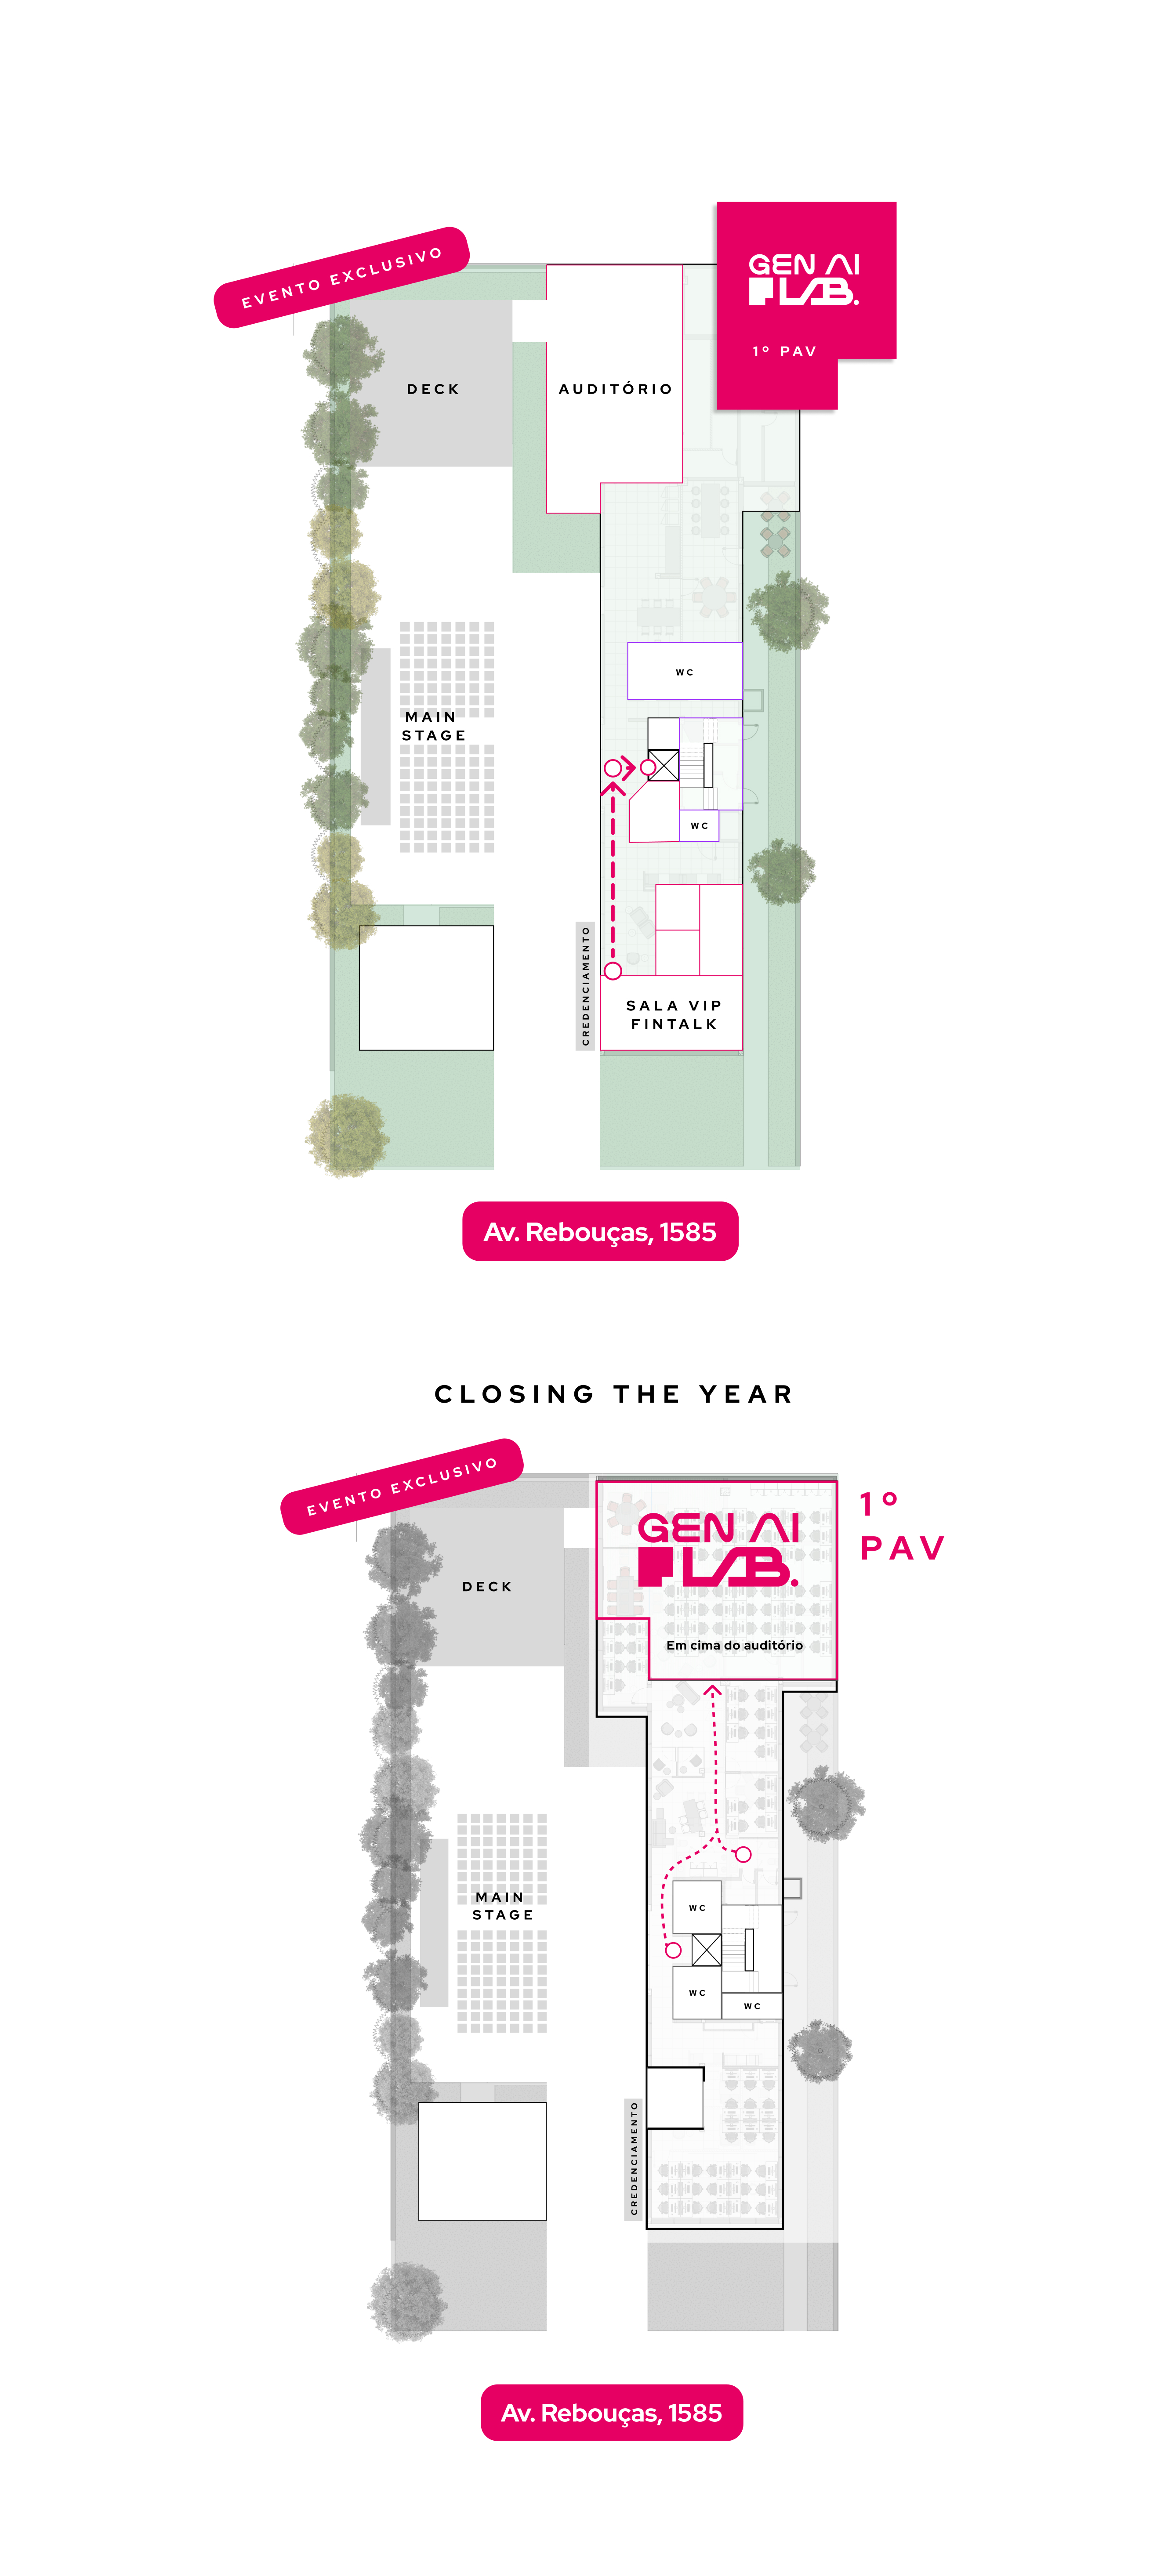 EVENTO EXCLUSIVO
GEN AI
LAB.
1º PAV
DECK
AUDITÓRIO
WC
MAIN
STAGE
WC
CREDENCIAMENTO
SALA VIP
FINTALK
Av. Rebouças, 1585
CLOSING THE YEAR
EVENTO EXCLUSIVO
1º
PAV
GEN AI
LAB.
DECK
Em cima do auditório
MAIN
STAGE
WC
WC
WC
CREDENCIAMENTO
Av. Rebouças, 1585